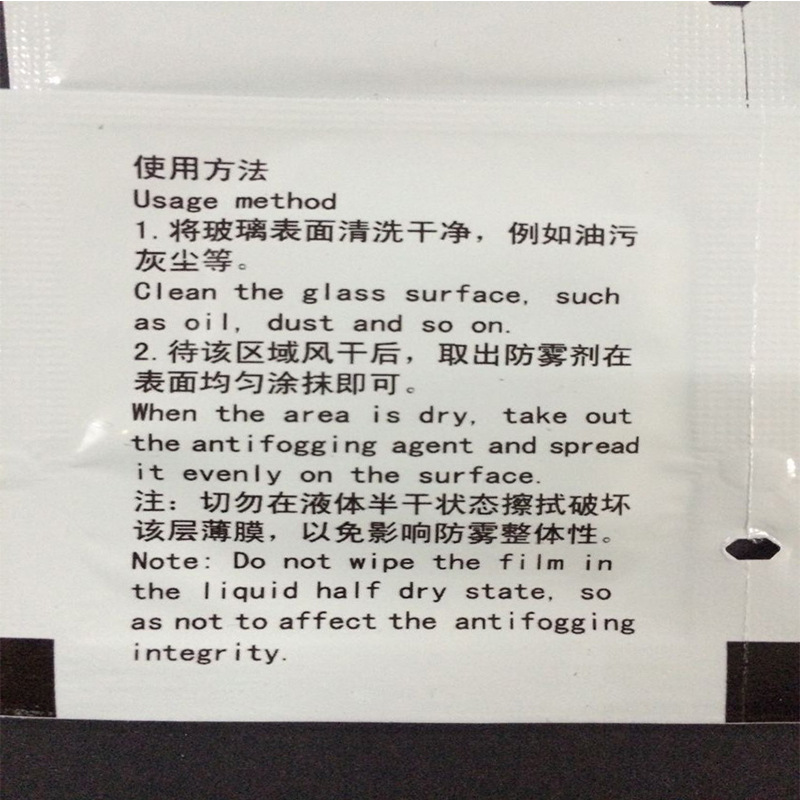 使用方法
Usage method
1. 将玻璃表面清洗干净，例如油污
灰尘等。
Clean the glass surface, such
as oil, dust and so on.
2. 待该区域风干后，取出防雾剂在
表面均匀涂抹即可。
When the area is dry, take out
the antifogging agent and spread
it evenly on the surface.
注：切勿在液体半干状态擦拭破坏
该层薄膜，以免影响防雾整体性。
Note: Do not wipe the film in
the liquid half dry state, so
as not to affect the antifogging
integrity.